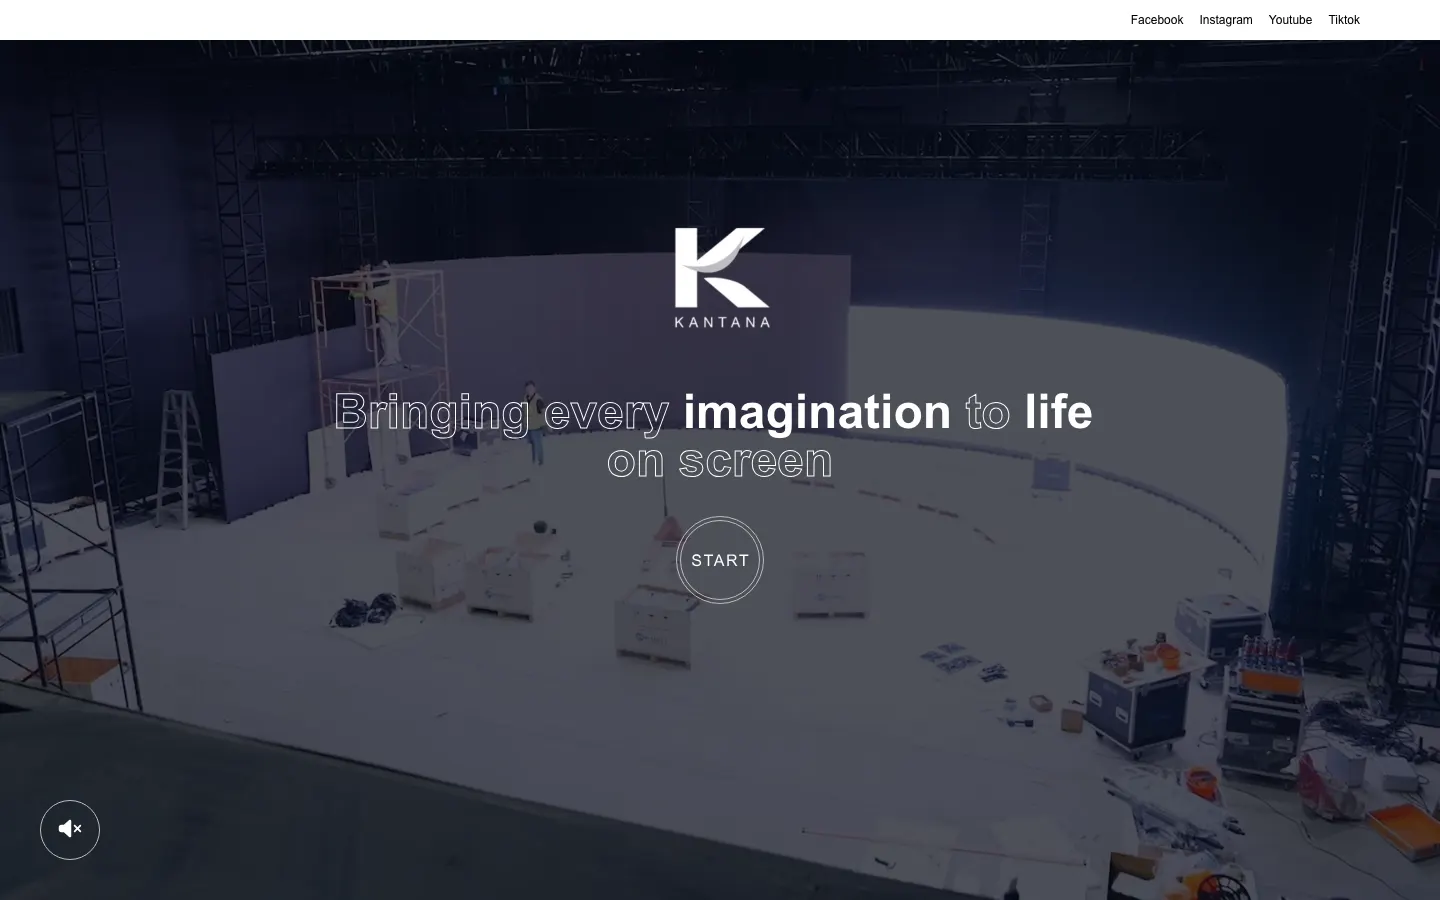 Facebook Instagram Youtube Tiktok
KANTANA
Bringing every imagination to life
on screen
START